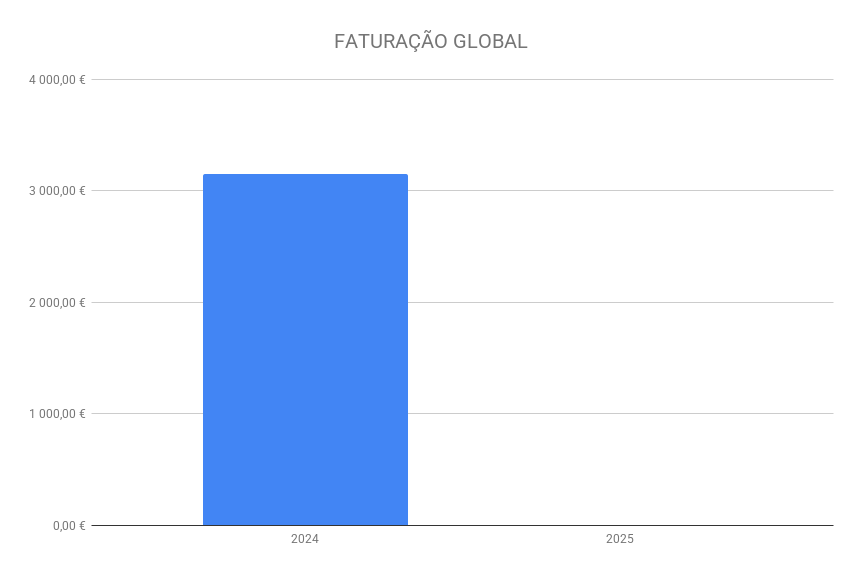 FATURAÇÃO GLOBAL
4 000,00 €
3 000,00 €
2 000,00 €
1 000,00 €
0,00 €
2024 2025